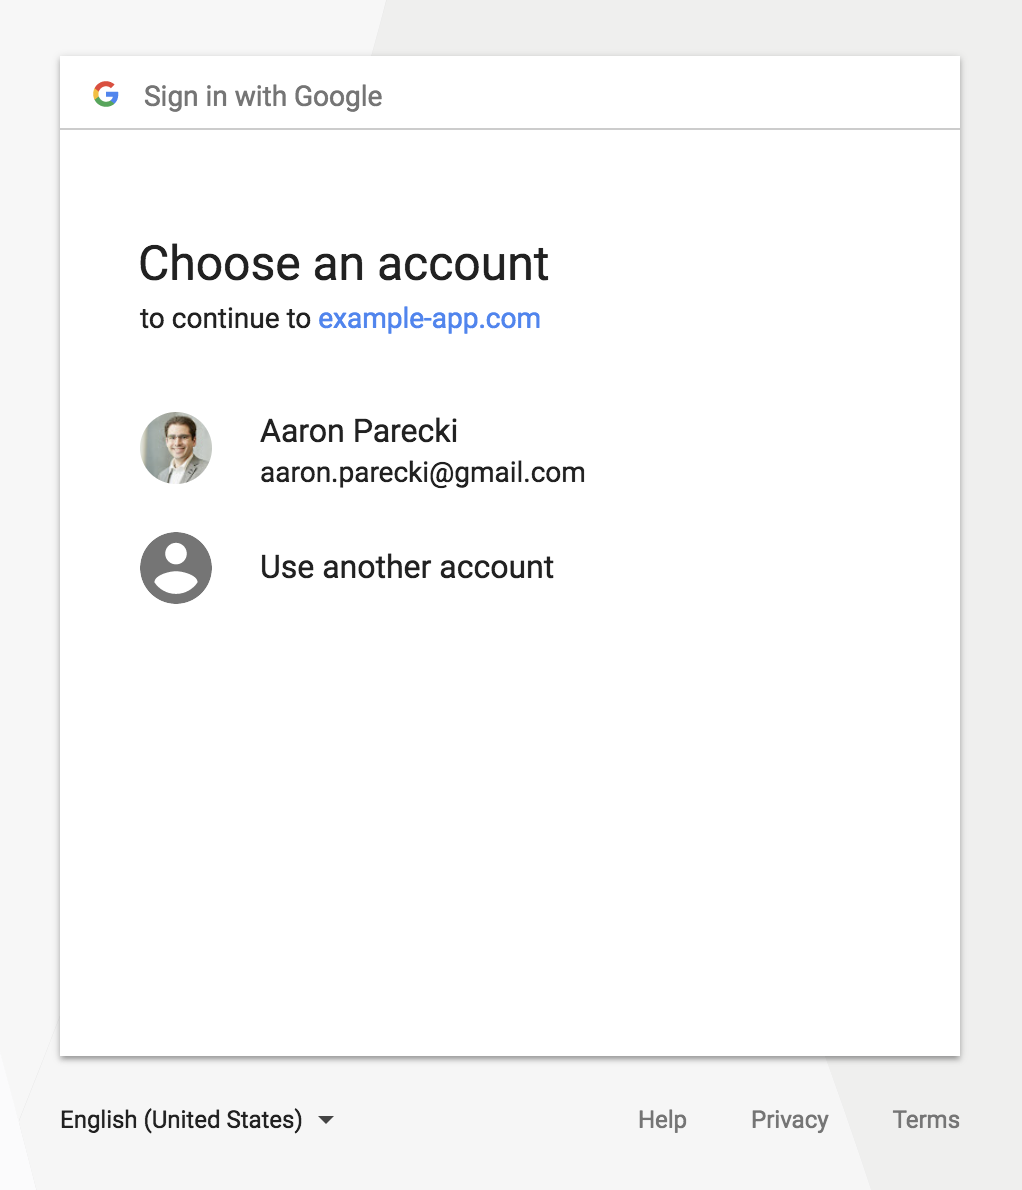 Sign in with Google
Choose an account
to continue to example-app.com
Aaron Parecki
aaron.parecki@gmail.com
Use another account
English (United States)
Help
Privacy
Terms